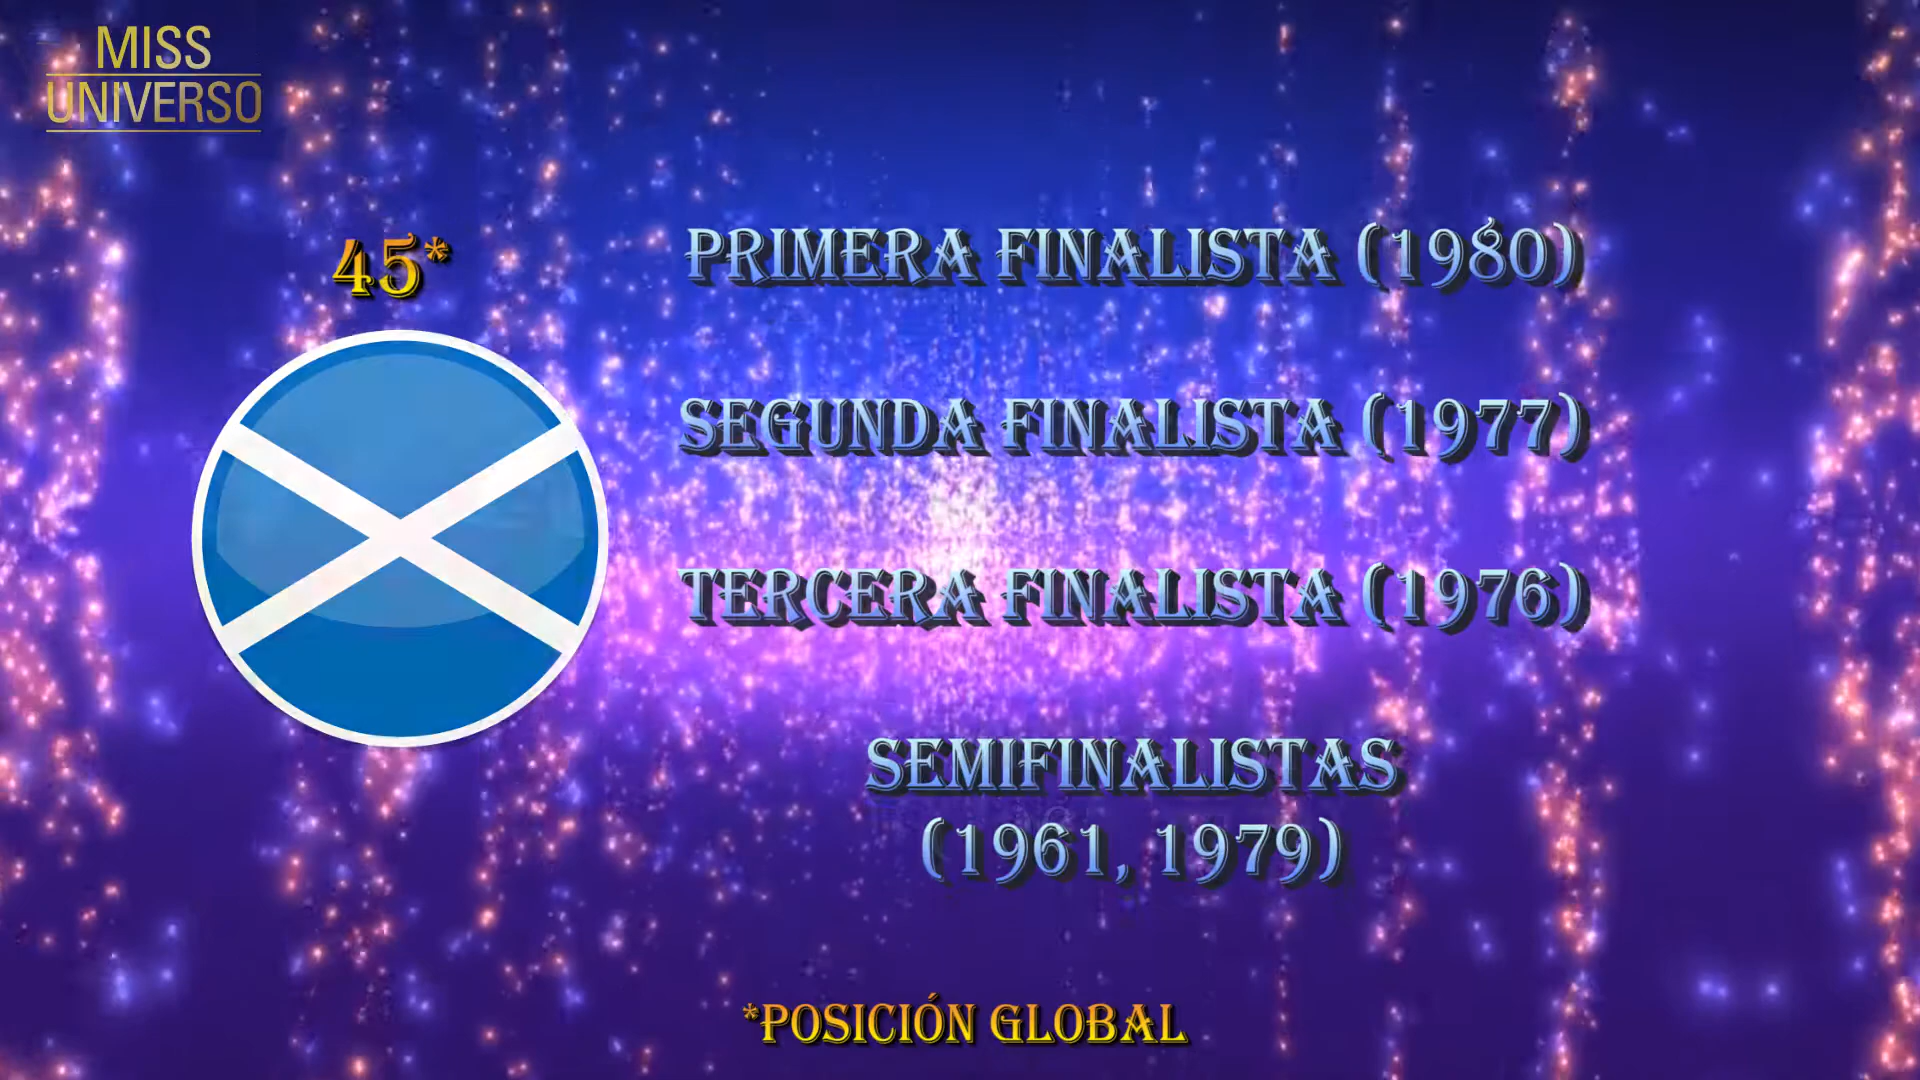 MISS
UNIVERSO
45*
PRIMERA FINALISTA (1980)
SEGUNDA FINALISTA (1977)
TERCERA FINALISTA (1976)
SEMIFINALISTAS
(1961, 1979)
*POSICIÓN GLOBAL